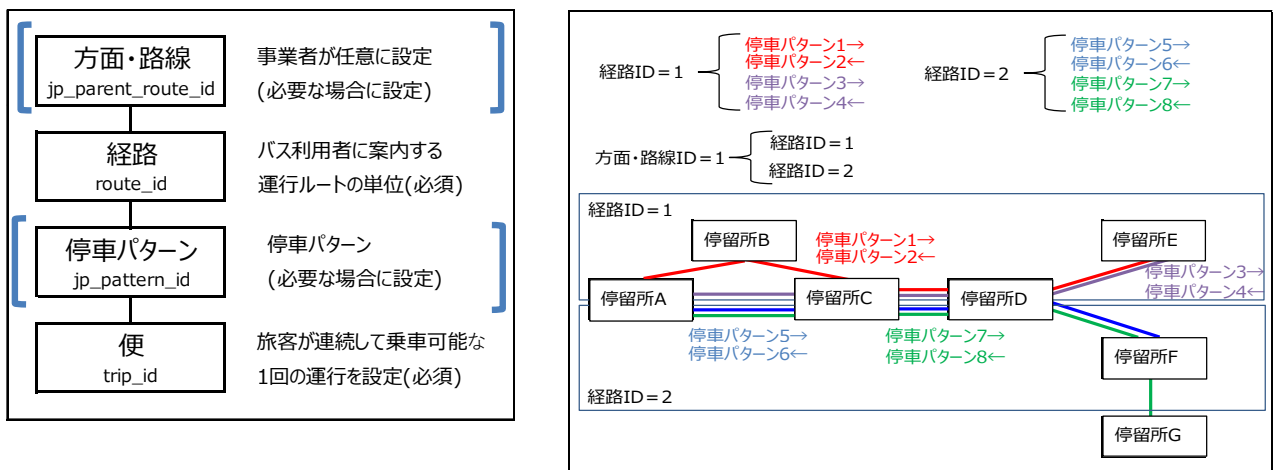 方面・路線
jp_parent_route_id
事業者が任意に設定
(必要な場合に設定)
経路
route_id
バス利用者に案内する
運行ルートの単位(必須)
停車パターン
jp_pattern_id
停車パターン
(必要な場合に設定)
便
trip_id
旅客が連続して乗車可能な
1回の運行を設定(必須)
経路ID=1
停車パターン1→
停車パターン2←
停車パターン3→
停車パターン4←
経路ID=2
停車パターン5→
停車パターン6←
停車パターン7→
停車パターン8←
方面・路線ID=1
経路ID=1
経路ID=2
経路ID=1
停留所B
停車パターン1→
停車パターン2←
停留所E
停車パターン3→
停車パターン4←
停留所A
停留所C
停留所D
停車パターン5→
停車パターン6←
停車パターン7→
停車パターン8←
停留所F
経路ID=2
停留所G